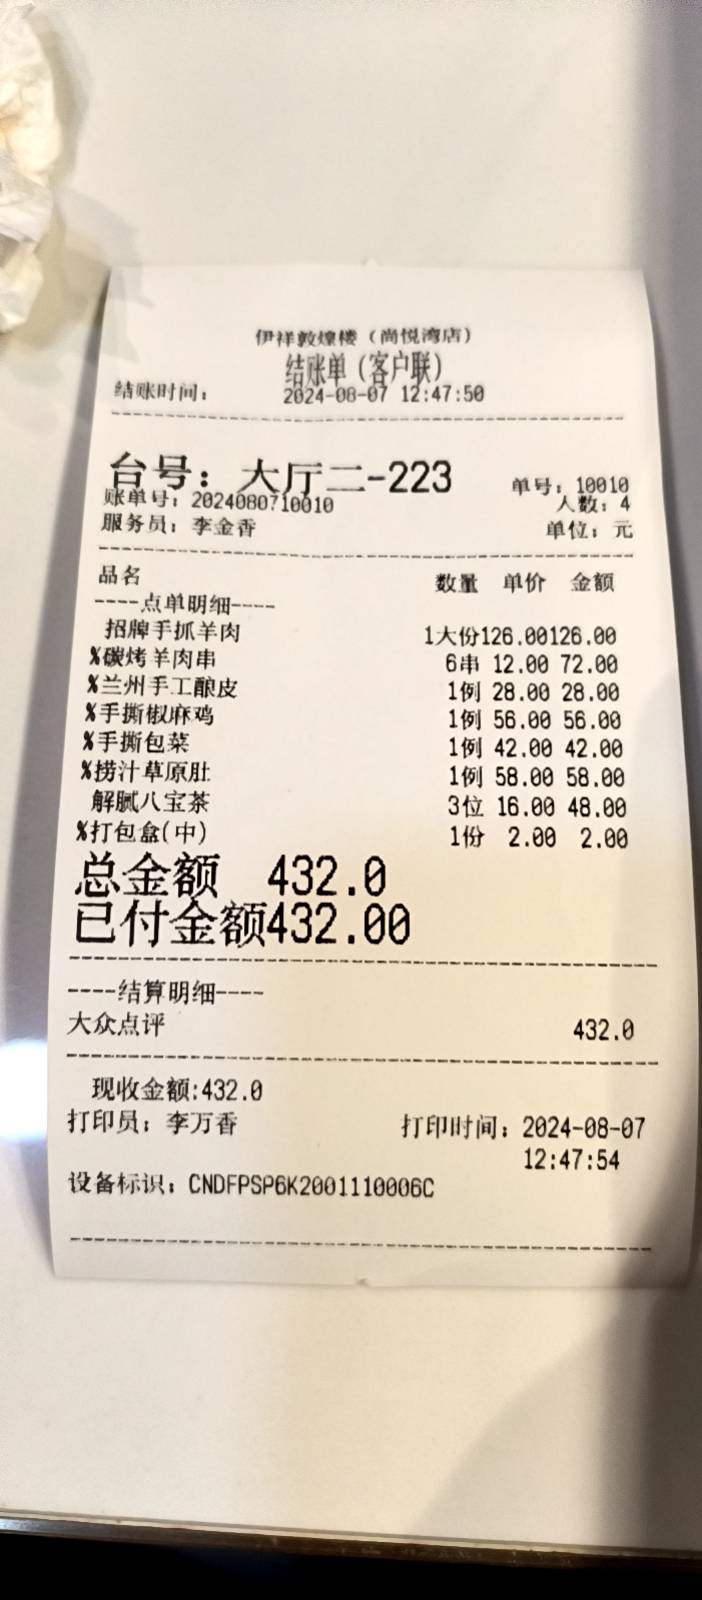 伊祥敦煌楼（尚悦湾店）
结账单（客户联）
结账时间： 2024-08-07 12:47:50
台号：大厅二-223 单号：10010
账单号：2024080710010 人数：4
服务员：李金香 单位：元
品名 数量 单价 金额
----点单明细----
招牌手抓羊肉 1大份126.00126.00
%碳烤羊肉串 6串 12.00 72.00
%兰州手工酿皮 1例 28.00 28.00
%手撕椒麻鸡 1例 56.00 56.00
%手撕包菜 1例 42.00 42.00
%捞汁草原肚 1例 58.00 58.00
解腻八宝茶 3位 16.00 48.00
%打包盒(中) 1份 2.00 2.00
总金额 432.0
已付金额432.00
----结算明细----
大众点评 432.0
现收金额:432.0
打印员：李万香 打印时间：2024-08-07
12:47:54
设备标识：CNDFPSP6K2001110006C